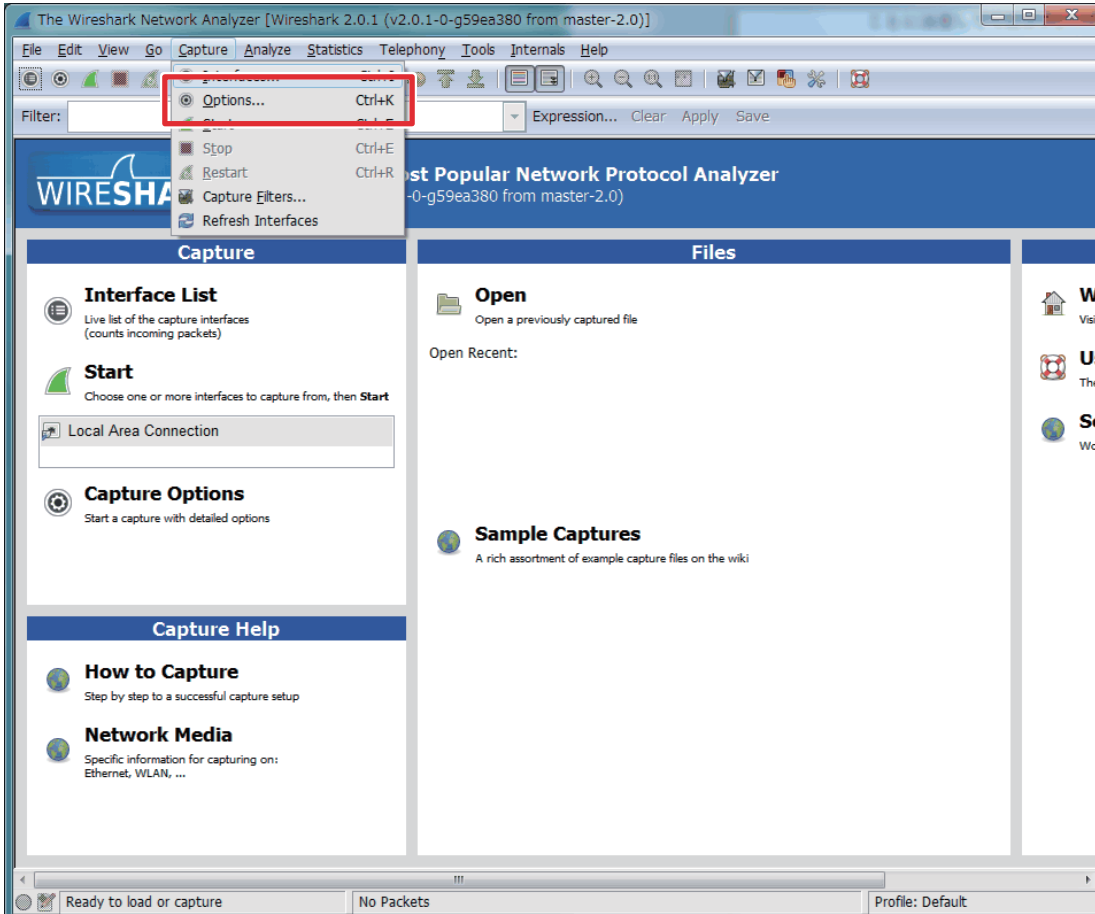 The Wireshark Network Analyzer [Wireshark 2.0.1 (v2.0.1-0-g59ea380 from master-2.0)]
File Edit View Go Capture Analyze Statistics Telephony Tools Internals Help
Options... Ctrl+K
Filter: Expression... Clear Apply Save
Stop Ctrl+E
Restart Ctrl+R
Capture Filters...
Refresh Interfaces
WIRESHA
st Popular Network Protocol Analyzer
-0-g59ea380 from master-2.0)
Capture
Interface List
Live list of the capture interfaces
(counts incoming packets)
Start
Choose one or more interfaces to capture from, then Start
Local Area Connection
Capture Options
Start a capture with detailed options
Capture Help
How to Capture
Step by step to a successful capture setup
Network Media
Specific information for capturing on:
Ethernet, WLAN, ...
Files
Open
Open a previously captured file
Open Recent:
Sample Captures
A rich assortment of example capture files on the wiki
Ready to load or capture No Packets Profile: Default